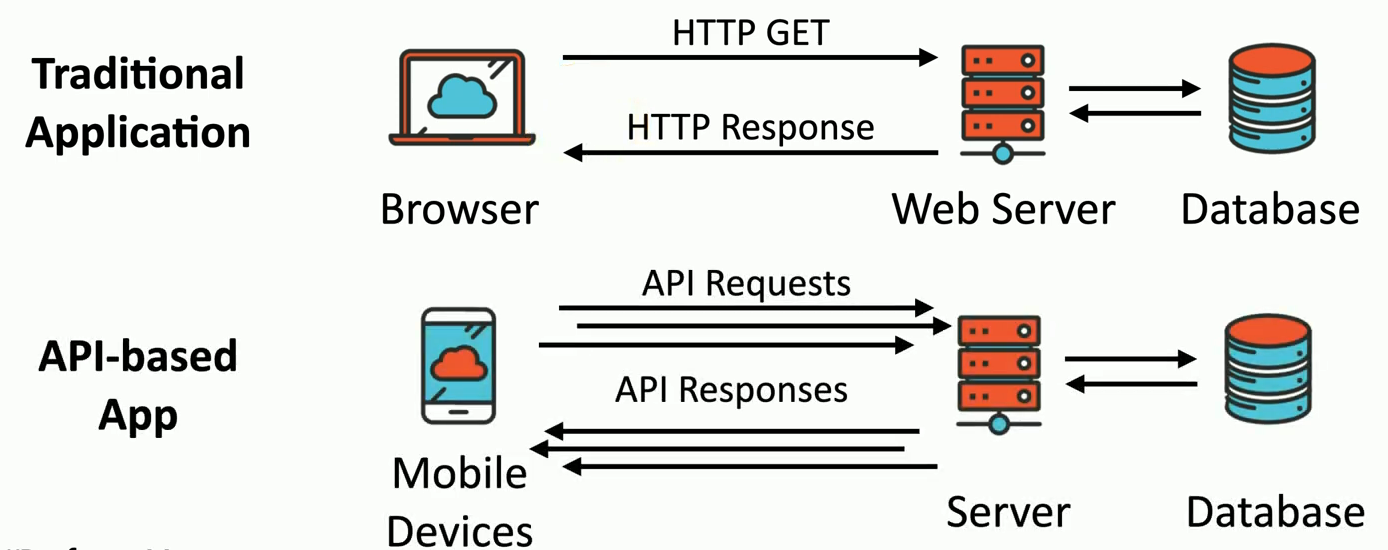 Traditional
Application
HTTP GET
HTTP Response
Browser
Web Server
Database
API-based
App
API Requests
API Responses
Mobile
Devices
Server
Database